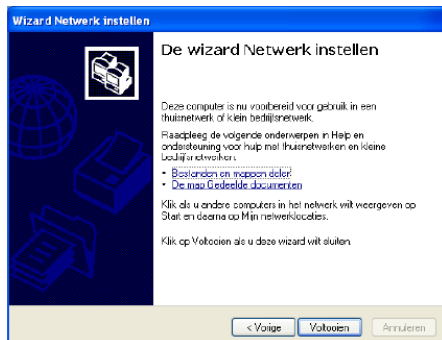 Wizard Netwerk instellen
De wizard Netwerk instellen
Deze computer is nu voorbereid voor gebruik in een
thuisnetwerk of klein bedrijfsnetwerk.
Raadpleeg de volgende onderwerpen in Help en
ondersteuning voor hulp met thuisnetwerken en kleine
bedrijfsnetwerken:
• Bestanden en mappen delen
• De map Gedeelde documenten
Klik als u andere computers in het netwerk wilt weergeven op
Start en daarna op Mijn netwerklocaties.
Klik op Voltooien als u deze wizard wilt sluiten.
< Vorige
Voltooien
Annuleren